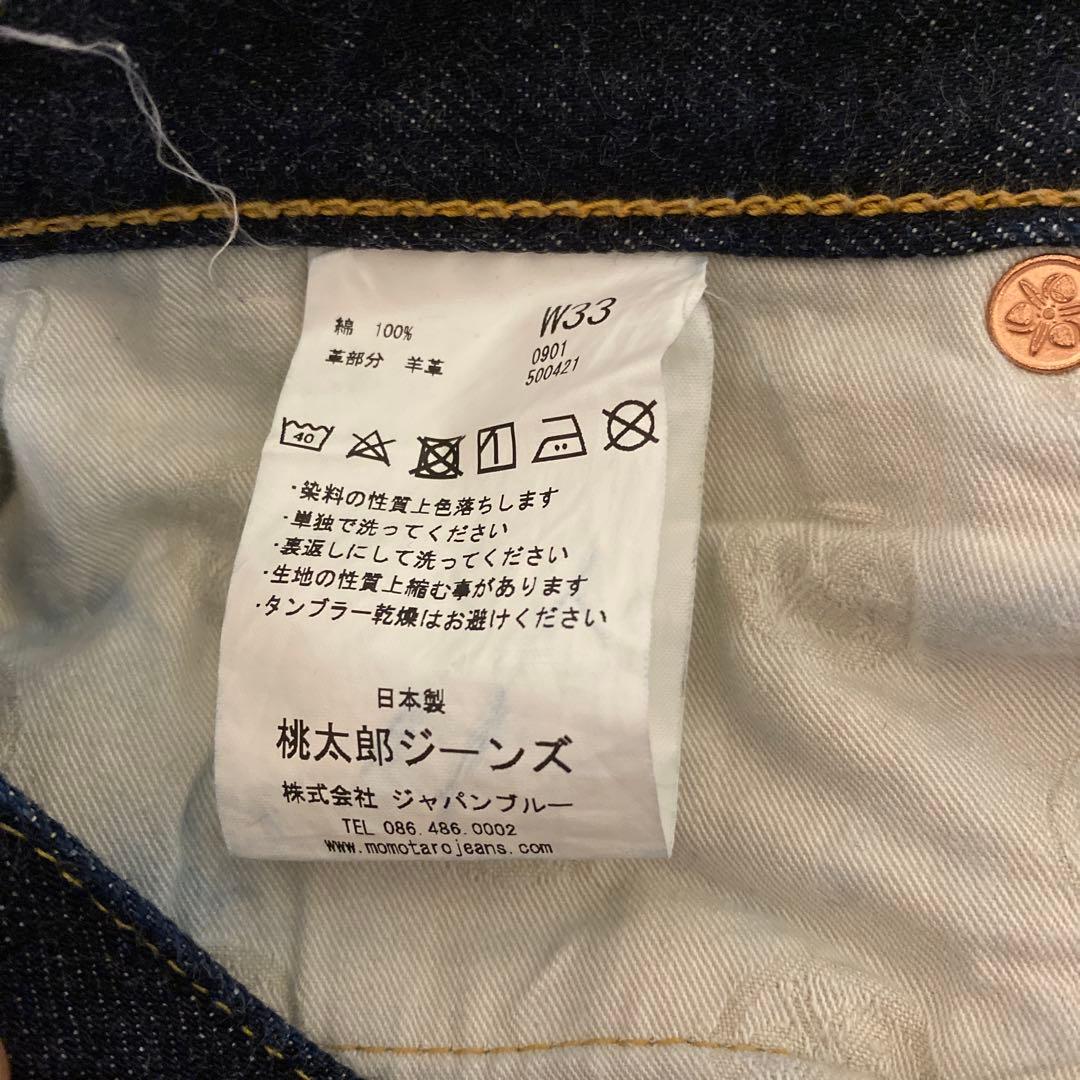 綿 100%
革部分 羊革
W33
0901
500421
40
・染料の性質上色落ちします
・単独で洗ってください
・裏返しにして洗ってください
・生地の性質上縮む事があります
・タンブラー乾燥はお避けください
日本製
桃太郎ジーンズ
株式会社 ジャパンブルー
TEL 086.486.0002
www.momotarojeans.com